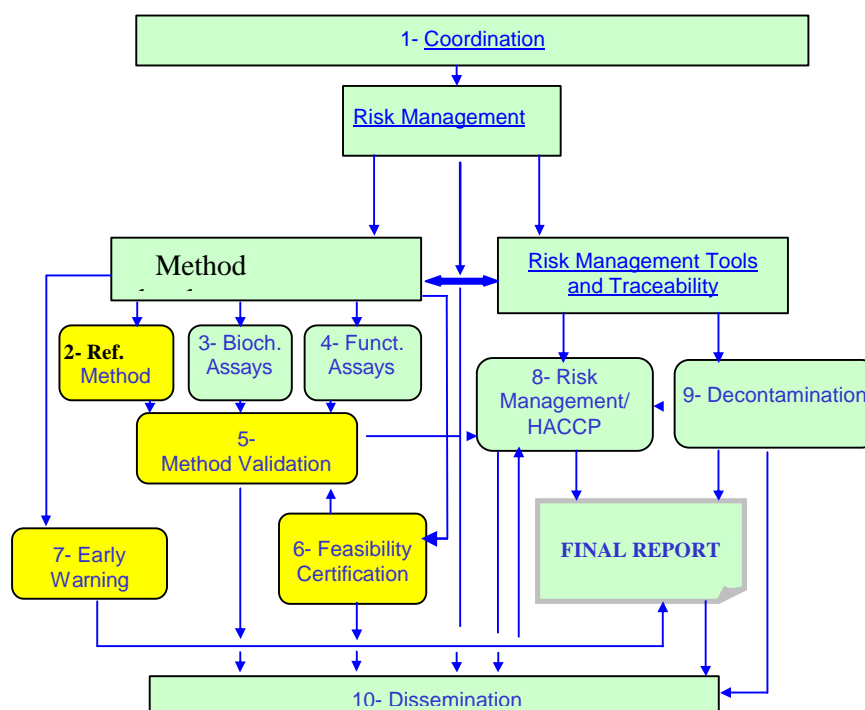 1- Coordination
Risk Management
Method
Risk Management Tools
and Traceability
2- Ref.
Method
3- Bioch.
Assays
4- Funct.
Assays
8- Risk
Management/
HACCP
9- Decontamination
5-
Method Validation
7- Early
Warning
6- Feasibility
Certification
FINAL REPORT
10- Dissemination